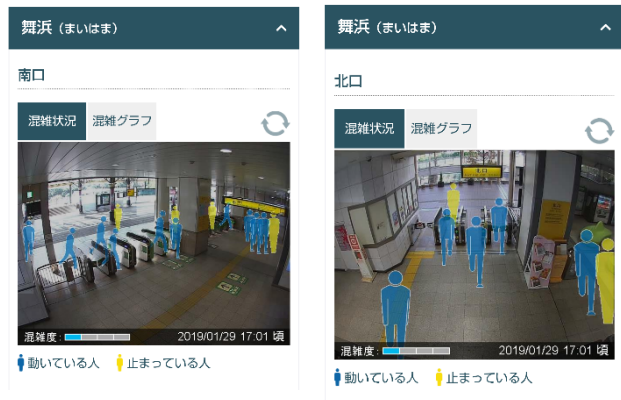 舞浜（まいはま）
南口
混雑状況 混雑グラフ
混雑度: 2019/01/29 17:01 頃
動いている人 止まっている人
舞浜（まいはま）
北口
混雑状況 混雑グラフ
北口
混雑度: 2019/01/29 17:01 頃
動いている人 止まっている人